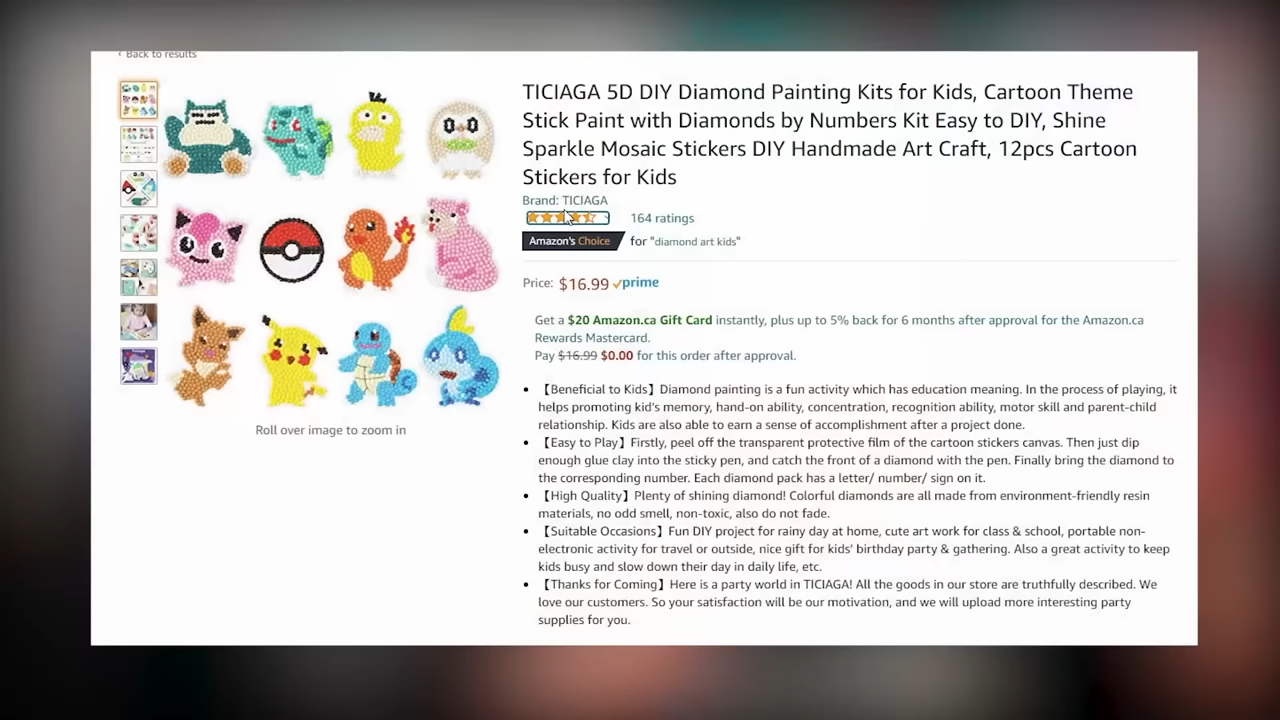 ‹ Back to results
TICIAGA 5D DIY Diamond Painting Kits for Kids, Cartoon Theme
Stick Paint with Diamonds by Numbers Kit Easy to DIY, Shine
Sparkle Mosaic Stickers DIY Handmade Art Craft, 12pcs Cartoon
Stickers for Kids
Brand: TICIAGA
164 ratings
Amazon's Choice for "diamond art kids"
Price: $16.99 prime
Get a $20 Amazon.ca Gift Card instantly, plus up to 5% back for 6 months after approval for the Amazon.ca
Rewards Mastercard.
Pay $16.99 $0.00 for this order after approval.
• 【Beneficial to Kids】Diamond painting is a fun activity which has education meaning. In the process of playing, it
helps promoting kid's memory, hand-on ability, concentration, recognition ability, motor skill and parent-child
relationship. Kids are also able to earn a sense of accomplishment after a project done.
• 【Easy to Play】Firstly, peel off the transparent protective film of the cartoon stickers canvas. Then just dip
enough glue clay into the sticky pen, and catch the front of a diamond with the pen. Finally bring the diamond to
the corresponding number. Each diamond pack has a letter/ number/ sign on it.
• 【High Quality】Plenty of shining diamond! Colorful diamonds are all made from environment-friendly resin
materials, no odd smell, non-toxic, also do not fade.
• 【Suitable Occasions】Fun DIY project for rainy day at home, cute art work for class & school, portable non-
electronic activity for travel or outside, nice gift for kids' birthday party & gathering. Also a great activity to keep
kids busy and slow down their day in daily life, etc.
• 【Thanks for Coming】Here is a party world in TICIAGA! All the goods in our store are truthfully described. We
love our customers. So your satisfaction will be our motivation, and we will upload more interesting party
supplies for you.
Roll over image to zoom in